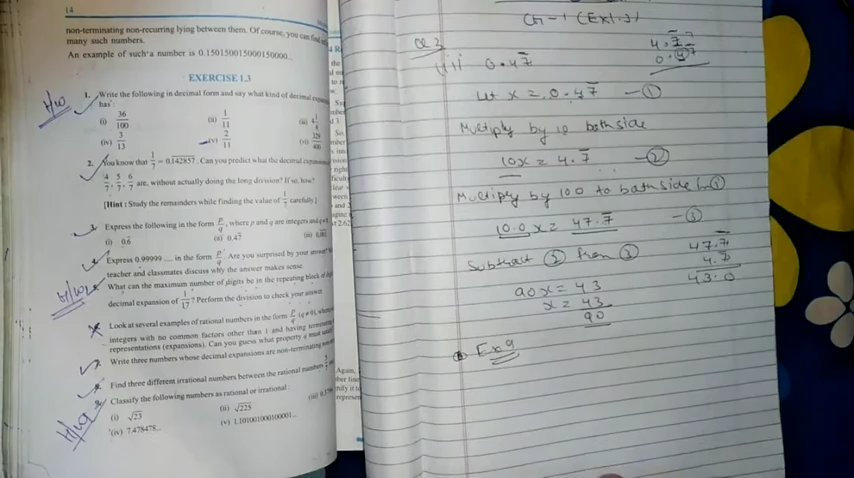 14
non-terminating non-recurring lying between them. Of course, you can find
many such numbers.
An example of such a number is 0.150150015000150000...
EXERCISE 1.3
H/W
1. Write the following in decimal form and say what kind of decimal
has :
(i) 36/100 (ii) 1/11 (iii) 4 1/8
(iv) 3/13 (v) 2/11 (vi) 329/400
2. You know that 1/7 = 0.142857. Can you predict what the decimal
4/7, 5/7, 6/7 are, without actually doing the long division? If so, how?
[Hint : Study the remainders while finding the value of 1/7 carefully.]
Express the following in the form p/q, where p and q are integers and
(i) 0.6̅ (ii) 0.47̅ (iii)
Express 0.99999 .... in the form p/q. Are you surprised by your answer?
teacher and classmates discuss why the answer makes sense.
What can the maximum number of digits be in the repeating block of
decimal expansion of 1/17? Perform the division to check your answer.
Look at several examples of rational numbers in the form p/q (q≠0),
integers with no common factors other than 1 and having terminating
representations (expansions). Can you guess what property q must
Write three numbers whose decimal expansions are non-terminating
Find three different irrational numbers between the rational numbers 5/7
Classify the following numbers as rational or irrational :
(i) √23 (ii) √225 (iii)
(iv) 7.478478... (v) 1.101001000100001...
H/W
Again,
represen
(Ex 1.3)
Q 3
(ii) 0.47̅
Let x = 0.47̅ —①
Multiply by 10 both side
10x = 4.7̅ —②
Multiply by 100 to both side
100x = 47.7̅ —③
Subtract ② from ③
47.7̅
4.7̅
43.0
90x = 43
x = 43
90